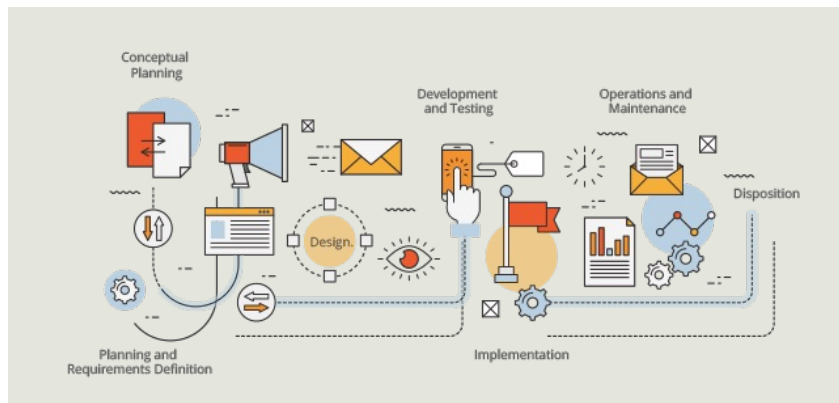 Conceptual
Planning
Planning and
Requirements Definition
Design.
Development
and Testing
Implementation
Operations and
Maintenance
Disposition